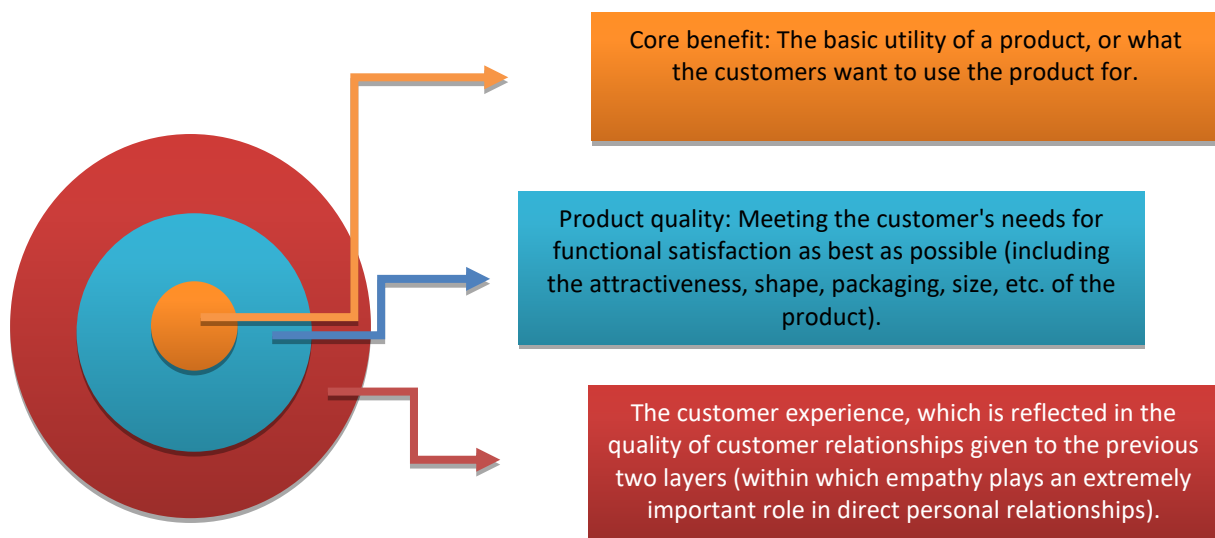 Core benefit: The basic utility of a product, or what
the customers want to use the product for.
Product quality: Meeting the customer's needs for
functional satisfaction as best as possible (including
the attractiveness, shape, packaging, size, etc. of the
product).
The customer experience, which is reflected in the
quality of customer relationships given to the previous
two layers (within which empathy plays an extremely
important role in direct personal relationships).